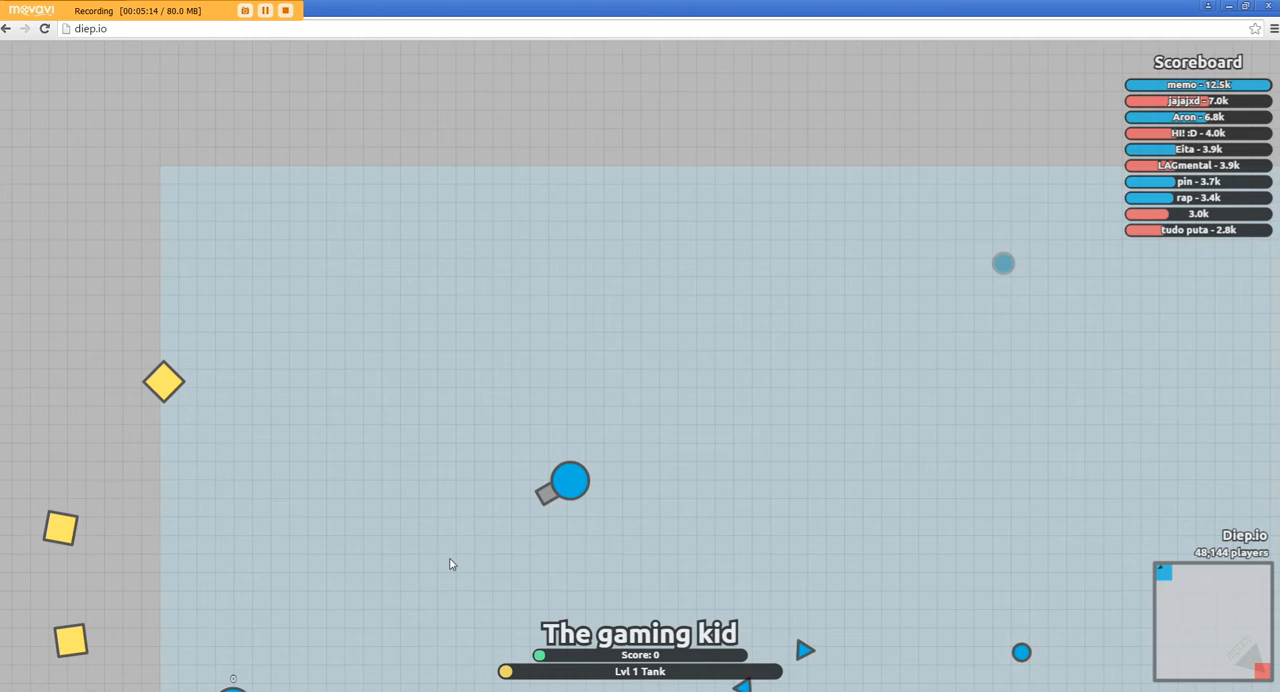 movavi
Recording [00:05:14 / 80.0 MB]
diep.io
Scoreboard
memo - 12.5k
jajajxd - 7.0k
Aron - 6.8k
HI! :D - 4.0k
Eita - 3.9k
LAGmental - 3.9k
pin - 3.7k
rap - 3.4k
3.0k
tudo puta - 2.8k
Diep.io
48,144 players
The gaming kid
Score: 0
Lvl 1 Tank
0